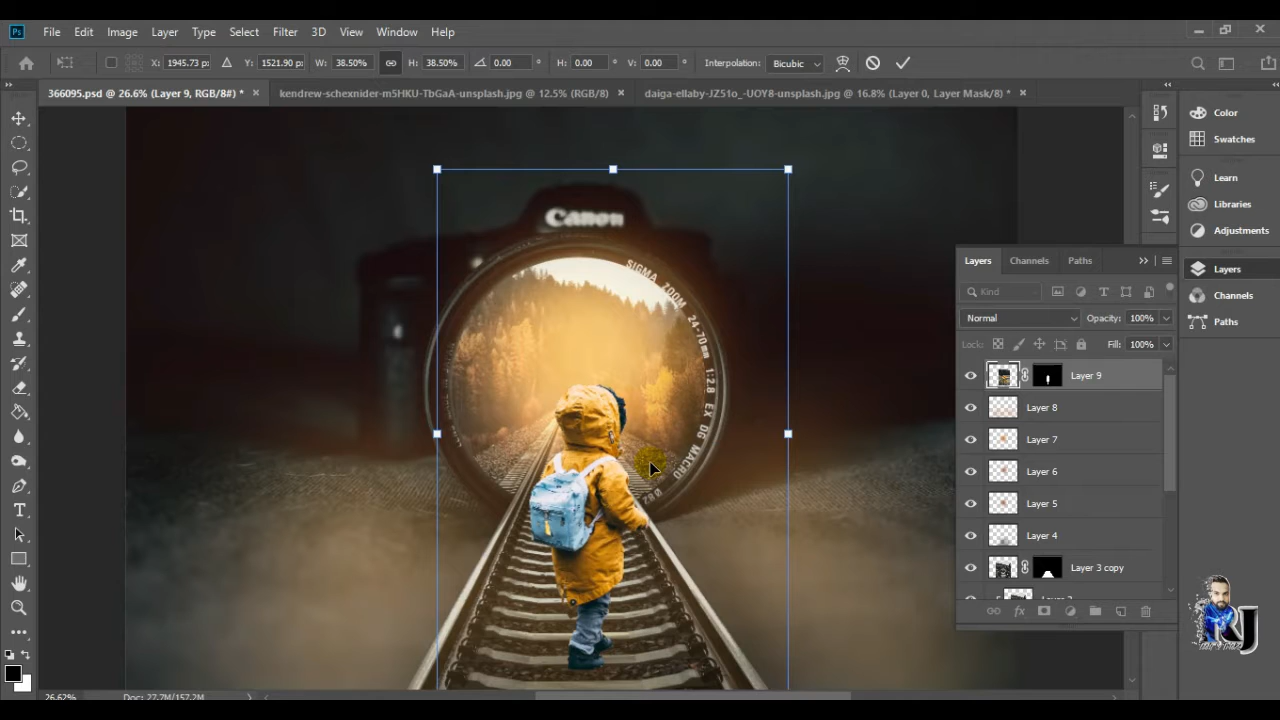 Ps File Edit Image Layer Type Select Filter 3D View Window Help
X: 1945.73 p: Y: 1521.90 p: W: 38.50% H: 38.50% 0.00 ° H: 0.00 ° V: 0.00 ° Interpolation: Bicubic
366095.psd @ 26.6% (Layer 9, RGB/8#) * × kendrew-schexnider-m5HKU-TbGaA-unsplash.jpg @ 12.5% (RGB/8) × daiga-ellaby-JZ51o_-UOY8-unsplash.jpg @ 16.8% (Layer 0, Layer Mask/8) * ×
Color
Swatches
Learn
Libraries
Adjustments
Layers
Channels
Paths
Canon
SIGMA ZOOM 24-70mm 1:2.8 EX DG MACRO Ø82
Layers Channels Paths
Kind
Normal Opacity: 100%
Lock: Fill: 100%
Layer 9
Layer 8
Layer 7
Layer 6
Layer 5
Layer 4
Layer 3 copy
RJ
26.62% Doc: 27.7M/157.2M